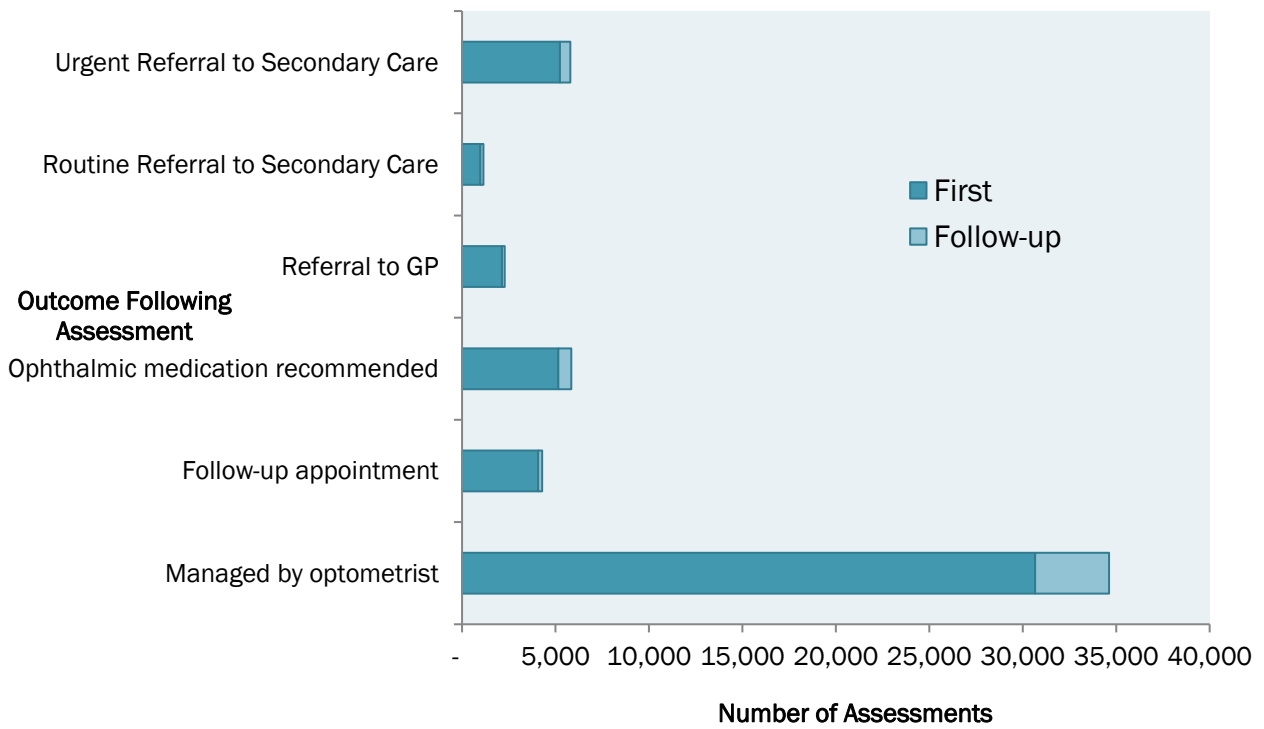 Urgent Referral to Secondary Care
Routine Referral to Secondary Care
First
Follow-up
Referral to GP
Outcome Following
Assessment
Ophthalmic medication recommended
Follow-up appointment
Managed by optometrist
- 5,000 10,000 15,000 20,000 25,000 30,000 35,000 40,000
Number of Assessments